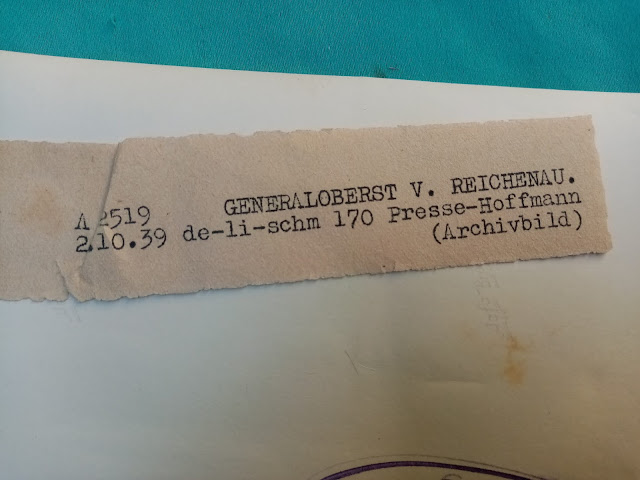 GENERALOBERST V. REICHENAU.
A 2519
2.10.39 de-li-schm 170 Presse-Hoffmann
(Archivbild)